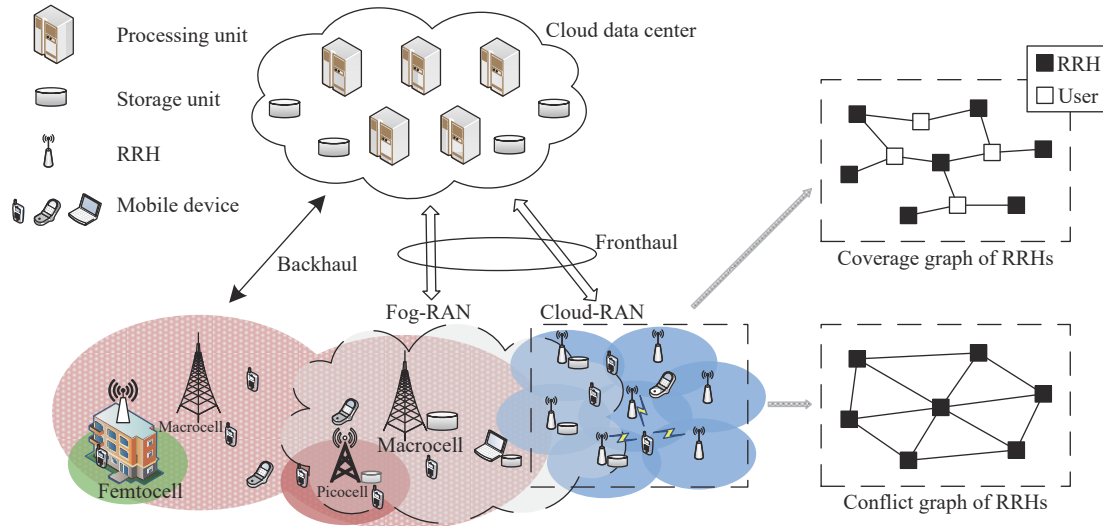 Processing unit
Storage unit
RRH
Mobile device
Cloud data center
RRH
User
Coverage graph of RRHs
Backhaul
Fronthaul
Fog-RAN
Cloud-RAN
Macrocell
Macrocell
Femtocell
Picocell
Conflict graph of RRHs